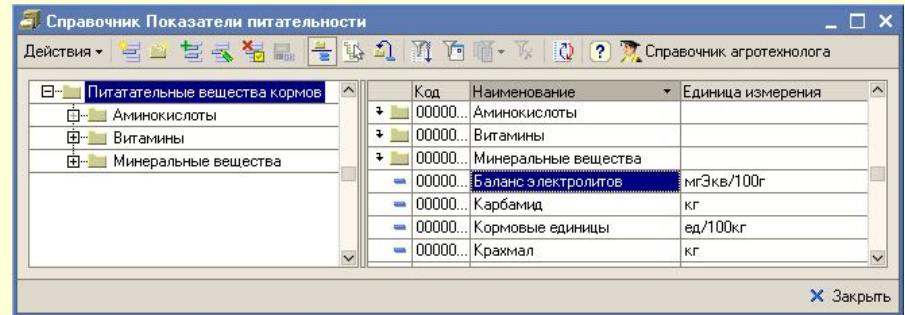 Справочник Показатели питательности
Действия ? Справочник агротехнолога
Питатательные вещества кормов
Аминокислоты
Витамины
Минеральные вещества
Код Наименование Единица измерения
00000... Аминокислоты
00000... Витамины
00000... Минеральные вещества
00000... Баланс электролитов мгЭкв/100г
00000... Карбамид кг
00000... Кормовые единицы ед/100кг
00000... Крахмал кг
Закрыть